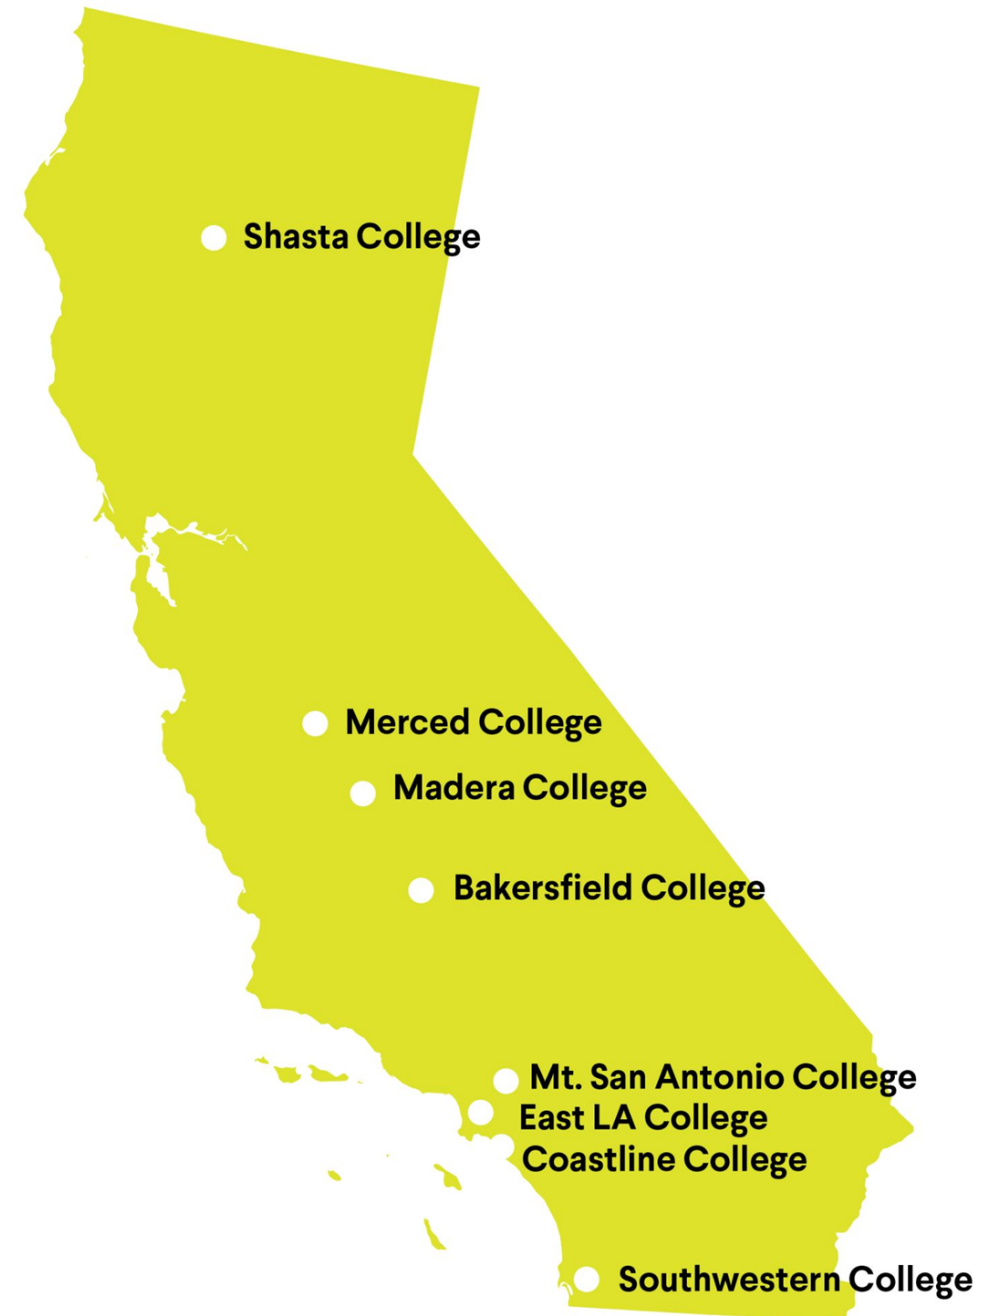 Shasta College
Merced College
Madera College
Bakersfield College
Mt. San Antonio College
East LA College
Coastline College
Southwestern College